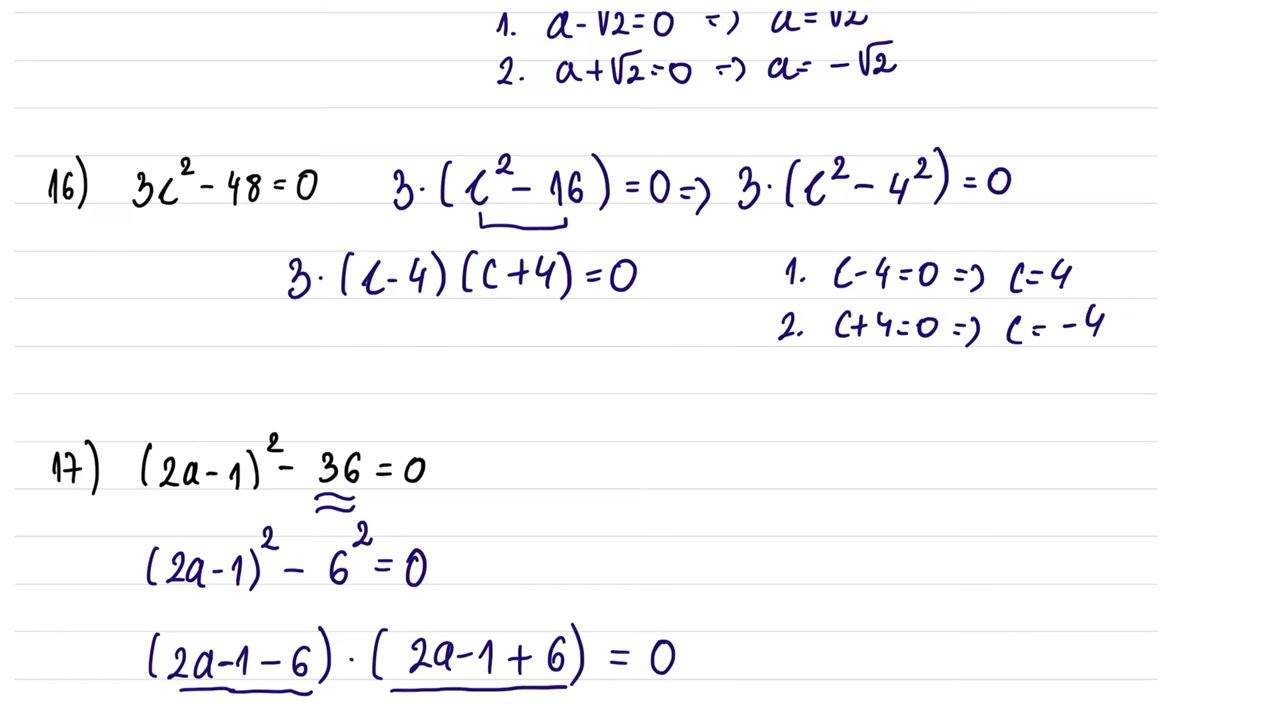 1. a-√2=0 => a=√2
2. a+√2=0 => a= -√2
16) 3c²-48=0 3·(c²-16)=0=> 3·(c²-4²)=0
3·(c-4)(c+4)=0 1. c-4=0=> c=4
2. c+4=0=> c= -4
17) (2a-1)²- 36=0
(2a-1)²- 6²=0
(2a-1-6)·(2a-1+6) = 0